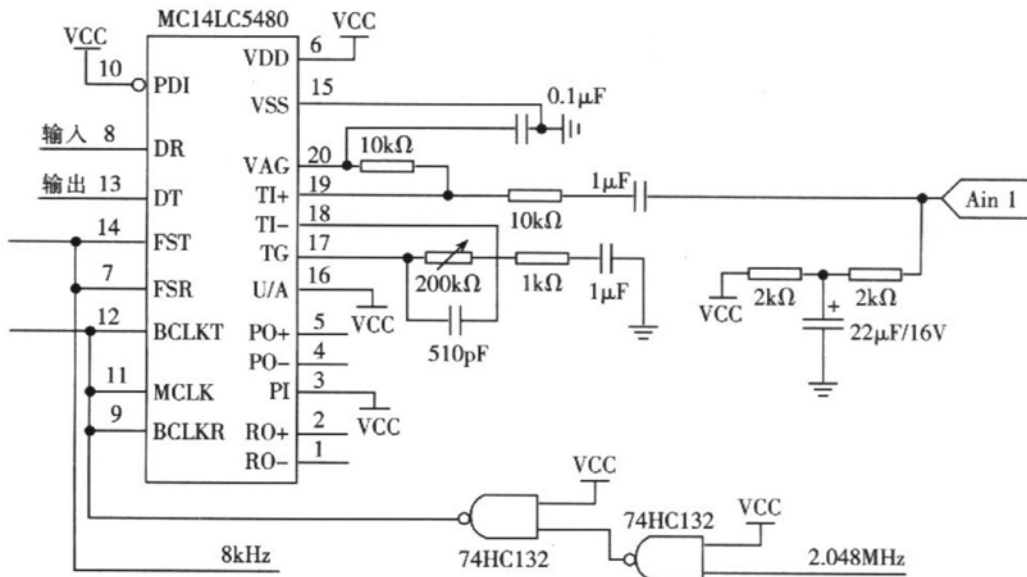 MC14LC5480
VCC
10
PDI
输入 8
DR
输出 13
DT
14
FST
7
FSR
12
BCLKT
11
MCLK
9
BCLKR
VDD
6
VCC
VSS
15
0.1μF
VAG
20
10kΩ
TI+
19
10kΩ
1μF
Ain 1
TI-
18
TG
17
200kΩ
1kΩ
1μF
510pF
U/A
16
VCC
PO+
5
PO-
4
PI
3
VCC
RO+
2
RO-
1
VCC
2kΩ
2kΩ
+
22μF/16V
VCC
74HC132
74HC132
VCC
8kHz
2.048MHz